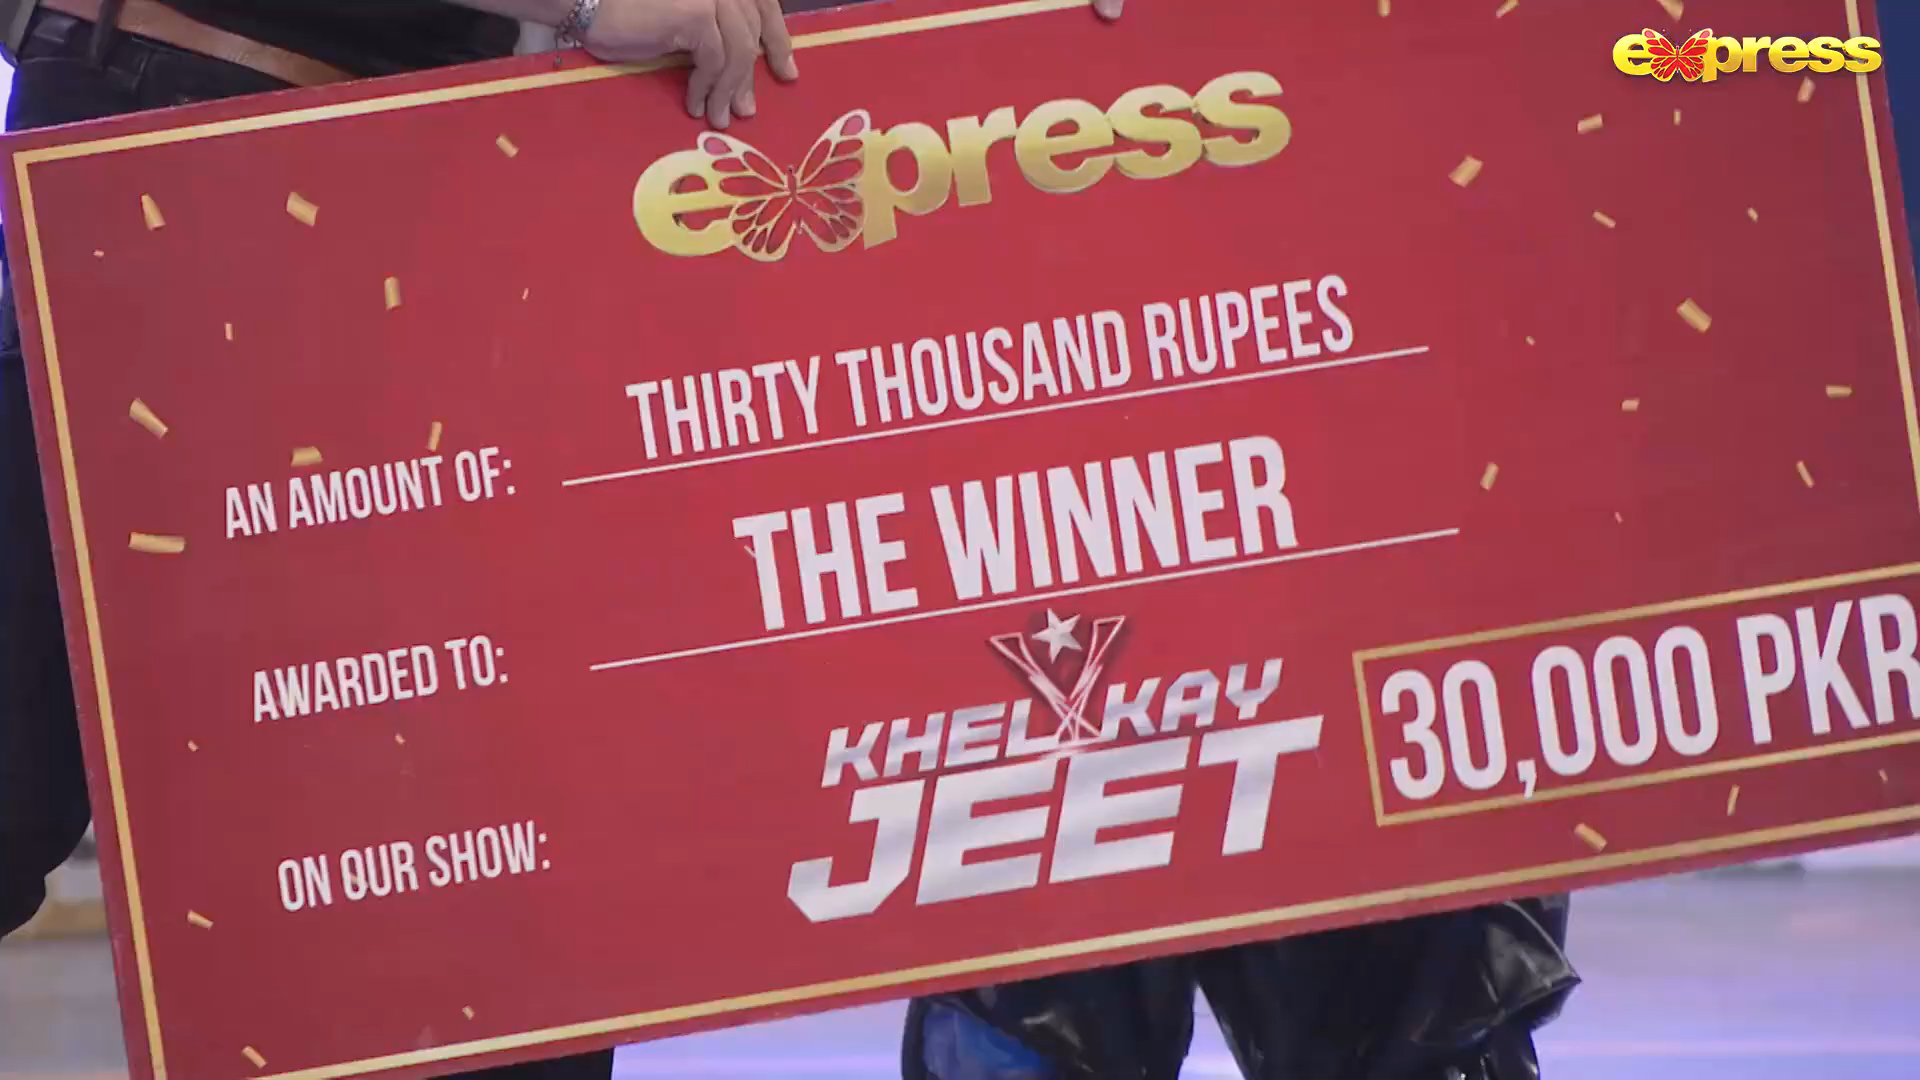 express
express
THIRTY THOUSAND RUPEES
AN AMOUNT OF:
THE WINNER
AWARDED TO:
KHEL KAY
JEET
30,000 PKR
ON OUR SHOW: